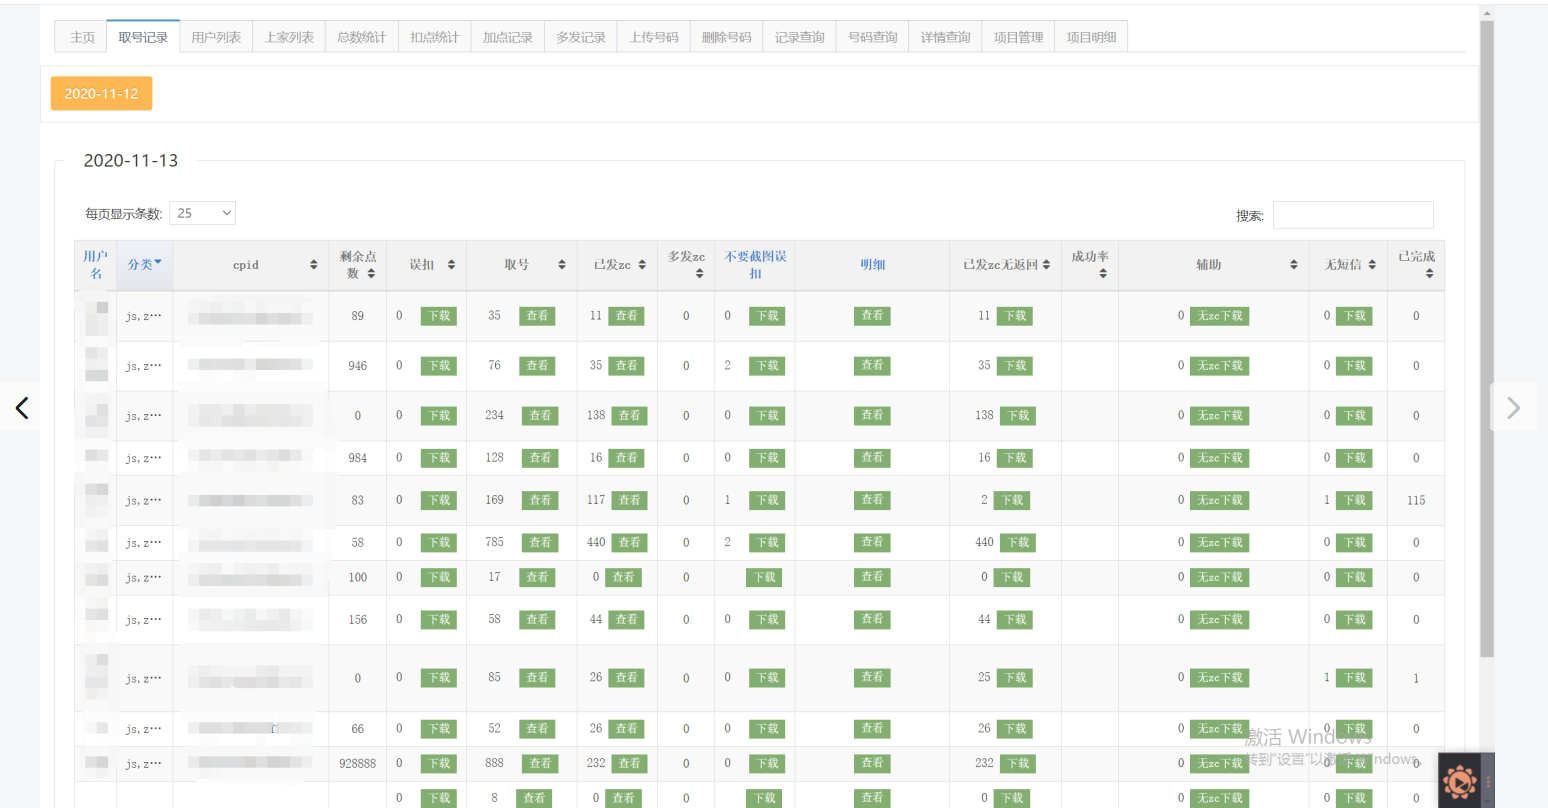 主页 取号记录 用户列表 上家列表 总数统计 扣点统计 加点记录 多发记录 上传号码 删除号码 记录查询 号码查询 详情查询 项目管理 项目明细
2020-11-12
2020-11-13
每页显示条数: 25 搜索:
用户名 分类 cpid 剩余点数 误扣 取号 已发zc 多发zc 不要截图误扣 明细 已发zc无返回 成功率 辅助 无短信 已完成
js,z… 89 0 下载 35 查看 11 查看 0 0 下载 查看 11 下载 0 无zc下载 0 下载 0
js,z… 946 0 下载 76 查看 35 查看 0 2 下载 查看 35 下载 0 无zc下载 0 下载 0
js,z… 0 0 下载 234 查看 138 查看 0 0 下载 查看 138 下载 0 无zc下载 0 下载 0
js,z… 984 0 下载 128 查看 16 查看 0 0 下载 查看 16 下载 0 无zc下载 0 下载 0
js,z… 83 0 下载 169 查看 117 查看 0 1 下载 查看 2 下载 0 无zc下载 1 下载 115
js,z… 58 0 下载 785 查看 440 查看 0 2 下载 查看 440 下载 0 无zc下载 0 下载 0
js,z… 100 0 下载 17 查看 0 查看 0 下载 查看 0 下载 0 无zc下载 0 下载 0
js,z… 156 0 下载 58 查看 44 查看 0 0 下载 查看 44 下载 0 无zc下载 0 下载 0
js,z… 0 0 下载 85 查看 26 查看 0 0 下载 查看 25 下载 0 无zc下载 1 下载 1
js,z… 66 0 下载 52 查看 26 查看 0 0 下载 查看 26 下载 0 无zc下载 0 下载 0
激活 Windows
js,z… 928888 0 下载 888 查看 232 查看 0 0 下载 查看 232 下载 0 无zc下载 0 下载 0
转到"设置"以激活 Windows。
0 下载 8 查看 0 查看 0 下载 查看 0 下载 0 无zc下载 0 下载 0